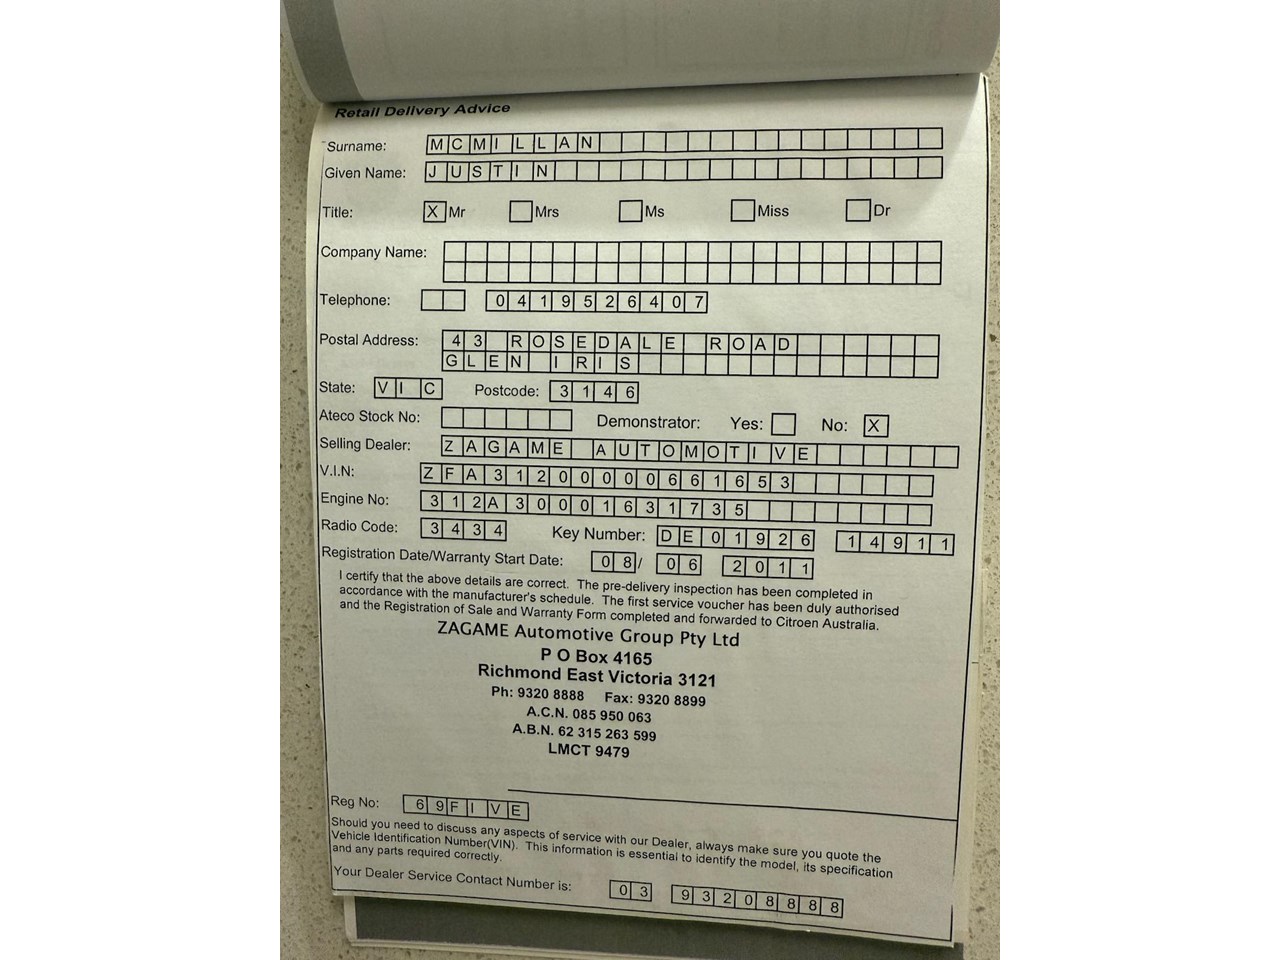 Retail Delivery Advice
Surname: MCMILLAN
Given Name: JUSTIN
Title: X Mr Mrs Ms Miss Dr
Company Name:
Telephone: 0419526407
Postal Address: 43 ROSEDALE ROAD
GLEN IRIS
State: VIC Postcode: 3146
Ateco Stock No: Demonstrator: Yes: No: X
Selling Dealer: ZAGAME AUTOMOTIVE
V.I.N: ZFA31200000661653
Engine No: 312A30001631735
Radio Code: 3434 Key Number: DE01926 14911
Registration Date/Warranty Start Date: 08/ 06 2011
I certify that the above details are correct. The pre-delivery inspection has been completed in
accordance with the manufacturer's schedule. The first service voucher has been duly authorised
and the Registration of Sale and Warranty Form completed and forwarded to Citroen Australia.
ZAGAME Automotive Group Pty Ltd
P O Box 4165
Richmond East Victoria 3121
Ph: 9320 8888 Fax: 9320 8899
A.C.N. 085 950 063
A.B.N. 62 315 263 599
LMCT 9479
Reg No: 69FIVE
Should you need to discuss any aspects of service with our Dealer, always make sure you quote the
Vehicle Identification Number(VIN). This information is essential to identify the model, its specification
and any parts required correctly.
Your Dealer Service Contact Number is: 03 93208888